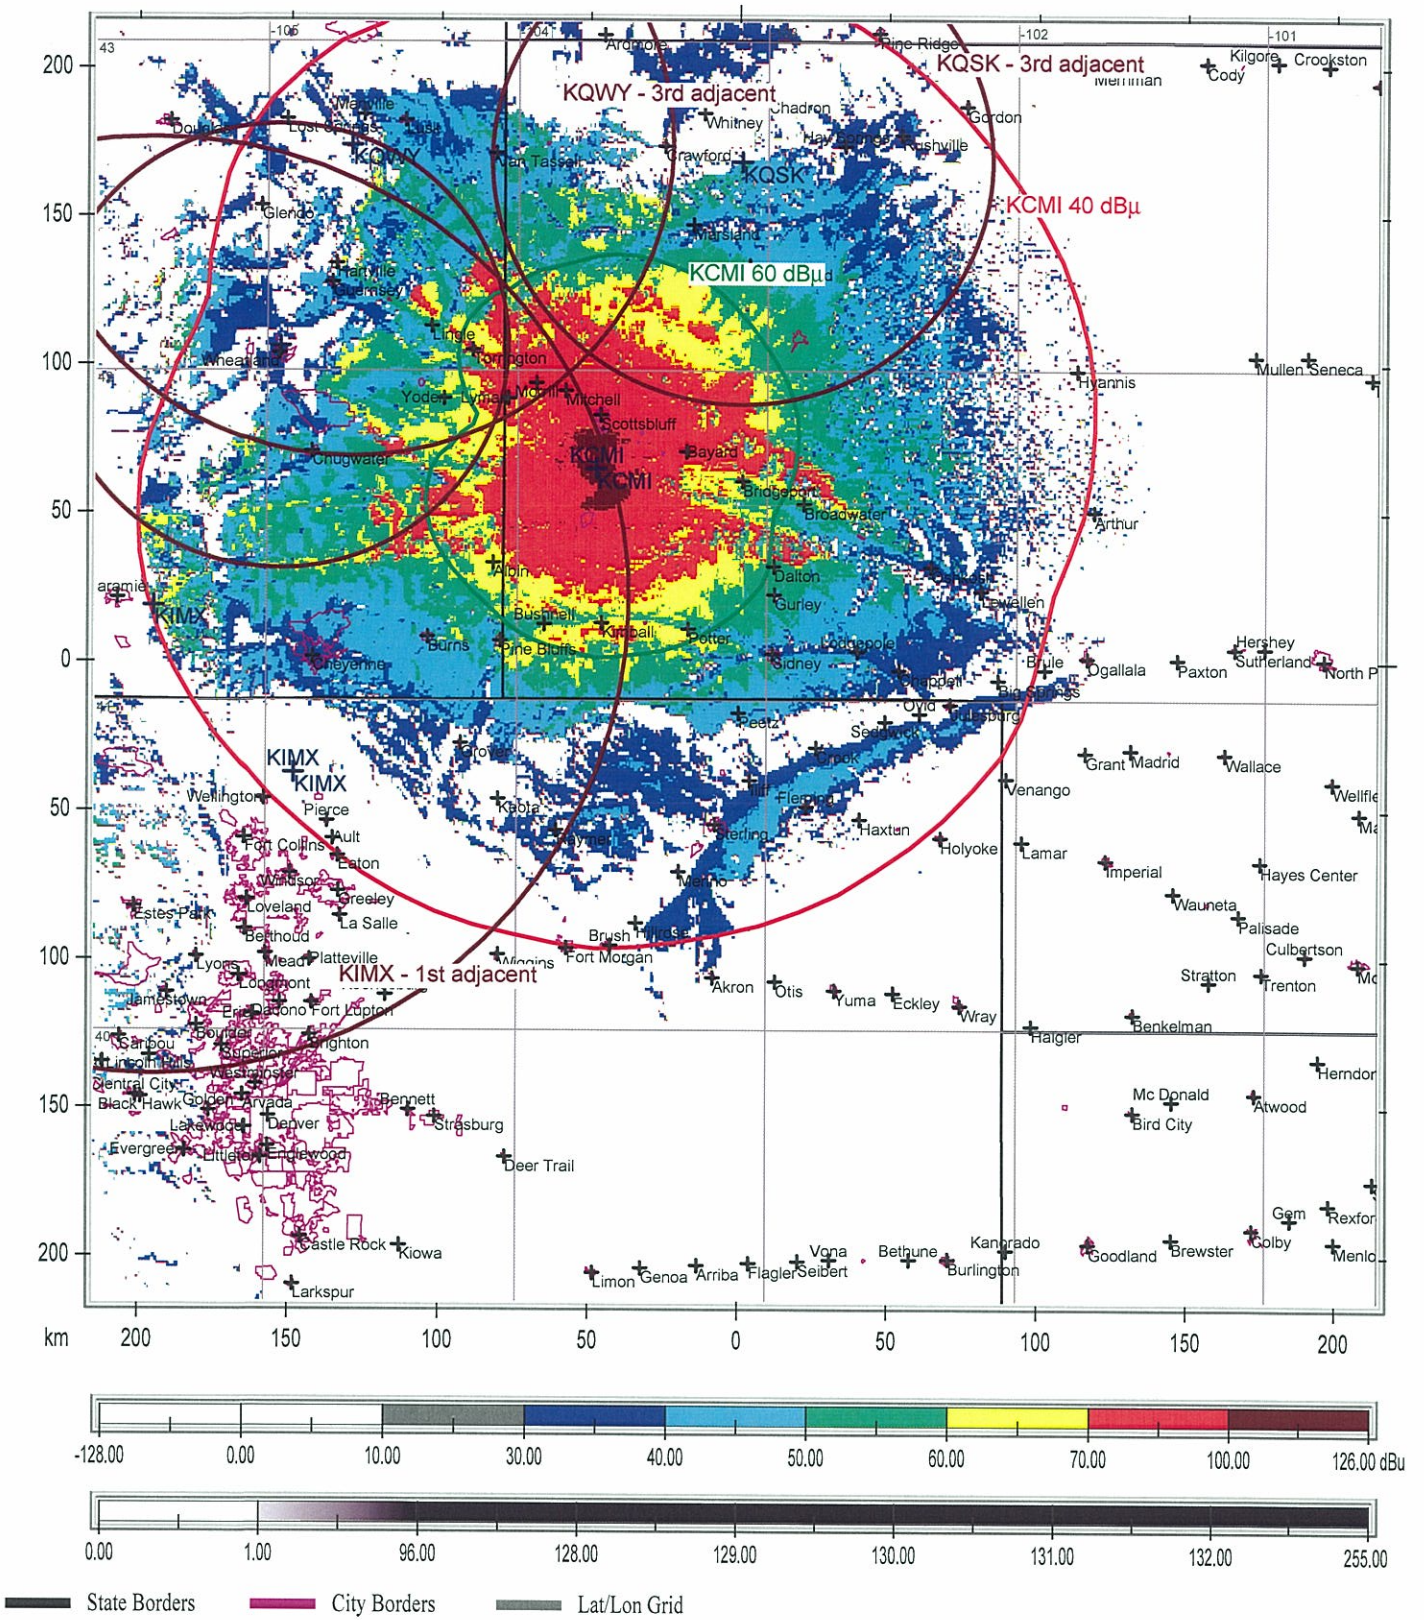 -105
-104
-102
-101
43
Ardmore
Pine Ridge
Kilgore
Crookston
200
KQSK - 3rd adjacent
Cody
Merriman
KQWY - 3rd adjacent
Chadron
Manville
Lost Springs
Lusk
Douglas
Whitney
Gordon
Hay Springs
Rushville
KQWY
Van Tassell
Crawford
KQSK
150
Glendo
KCMI 40 dBµ
Marsland
Hartville
Guernsey
KCMI 60 dBµ
Lingle
Wheatland
Torrington
100
Mullen
Seneca
Hyannis
Yoder
Lyman
Morrill
Mitchell
Scottsbluff
Chugwater
KCMI
Bayard
KCMI
Bridgeport
50
Broadwater
Arthur
Albin
Dalton
Oshkosh
KIMX
Gurley
Lewellen
Bushnell
Kimball
Potter
Burns
Pine Bluffs
Lodgepole
Hershey
0
Cheyenne
Sidney
Brule
Ogallala
Sutherland
Paxton
North P
Chappell
Big Springs
41
Ovid
Julesburg
Peetz
Sedgwick
Grover
Crook
KIMX
KIMX
Grant
Madrid
Wallace
Wellington
Pierce
Keota
Iliff
Fleming
Venango
Wellfle
50
Ault
Raymer
Sterling
Haxtun
Fort Collins
Eaton
Holyoke
Lamar
Windsor
Merino
Imperial
Hayes Center
Loveland
Greeley
Estes Park
La Salle
Wauneta
Berthoud
Brush
Hillrose
Palisade
100
Lyons
Mead
Platteville
Wiggins
Fort Morgan
Culbertson
KIMX - 1st adjacent
Longmont
Akron
Otis
Stratton
Trenton
Jamestown
Yuma
Eckley
Erie
Dacono
Fort Lupton
Wray
Boulder
Benkelman
40
Caribou
Superior
Brighton
Haigler
Lincoln Hills
Westminster
Herndon
Central City
Black Hawk
Golden
Arvada
Bennett
150
Mc Donald
Atwood
Lakewood
Denver
Strasburg
Bird City
Evergreen
Littleton
Englewood
Deer Trail
Gem
Rexfor
Castle Rock
Kiowa
Vona
Bethune
Kanorado
Colby
200
Goodland
Brewster
Menlo
Limon
Genoa
Arriba
Flagler
Seibert
Burlington
Larkspur
km
200
150
100
50
0
50
100
150
200
-128.00
0.00
10.00
30.00
40.00
50.00
60.00
70.00
100.00
126.00 dBu
0.00
1.00
96.00
128.00
129.00
130.00
131.00
132.00
255.00
State Borders
City Borders
Lat/Lon Grid